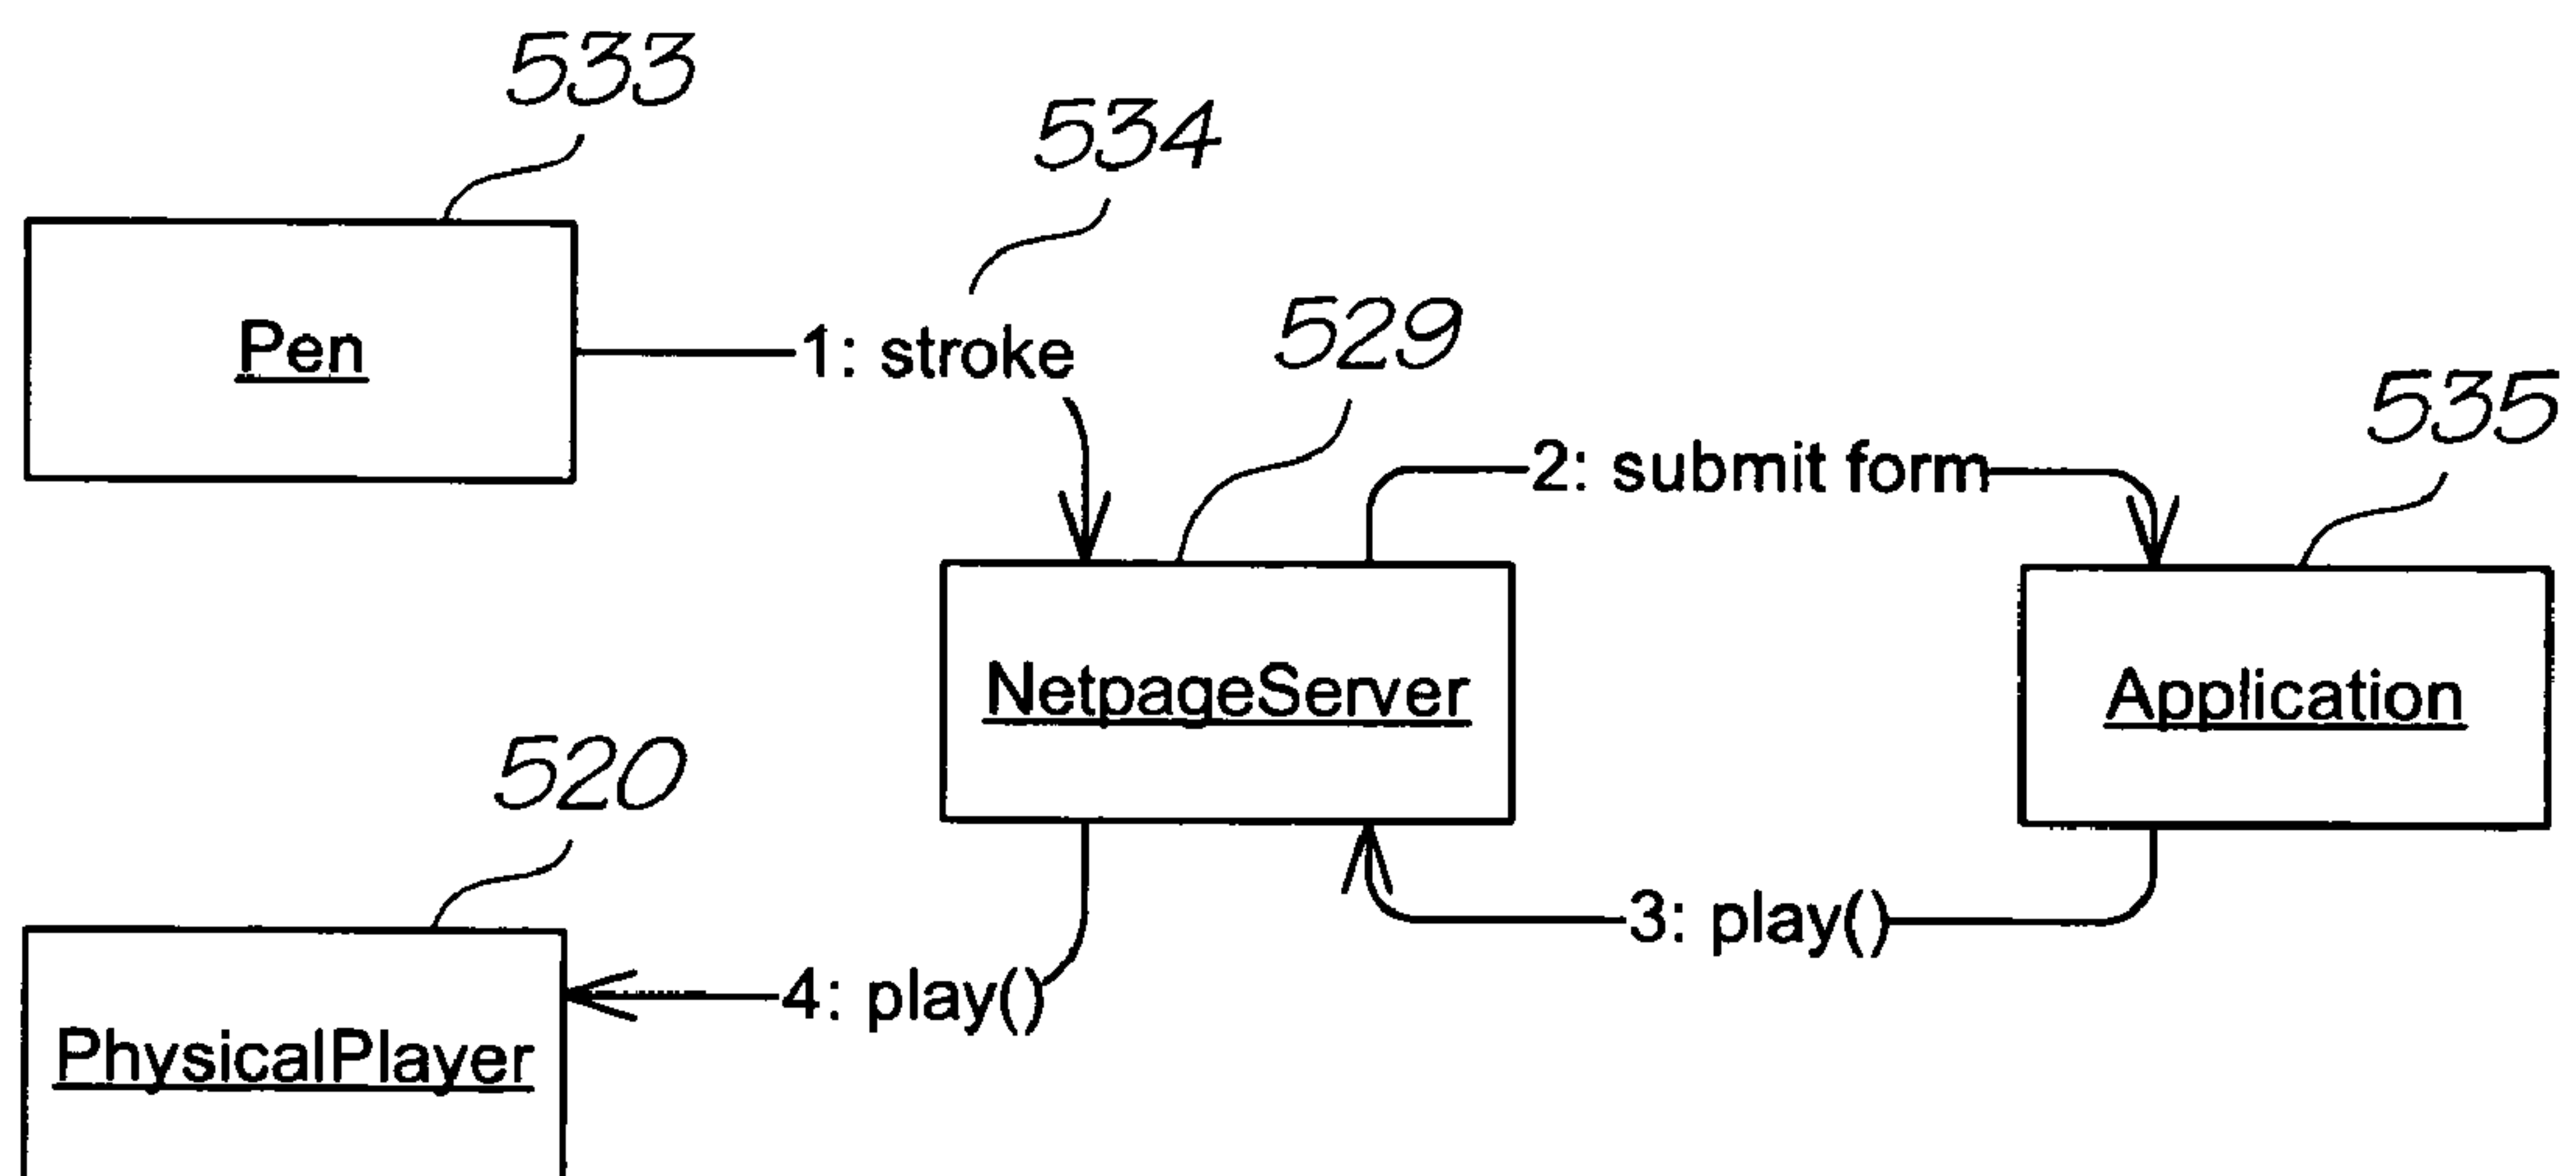 533
534
Pen
1: stroke
529
2: submit form
535
NetpageServer
Application
520
3: play()
4: play()
PhysicalPlayer